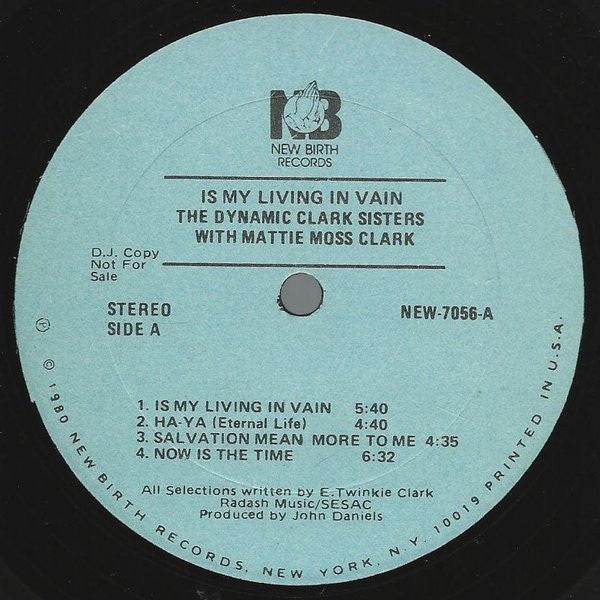 NB
NEW BIRTH
RECORDS
IS MY LIVING IN VAIN
THE DYNAMIC CLARK SISTERS
WITH MATTIE MOSS CLARK
D.J. Copy
Not For
Sale
STEREO
SIDE A
NEW-7056-A
1. IS MY LIVING IN VAIN 5:40
2. HA-YA (Eternal Life) 4:40
3. SALVATION MEAN MORE TO ME 4:35
4. NOW IS THE TIME 6:32
All Selections written by E.Twinkie Clark
Radash Music/SESAC
Produced by John Daniels
Ⓗ © 1980 NEW BIRTH RECORDS, NEW YORK, N.Y. 10019 PRINTED IN U.S.A.